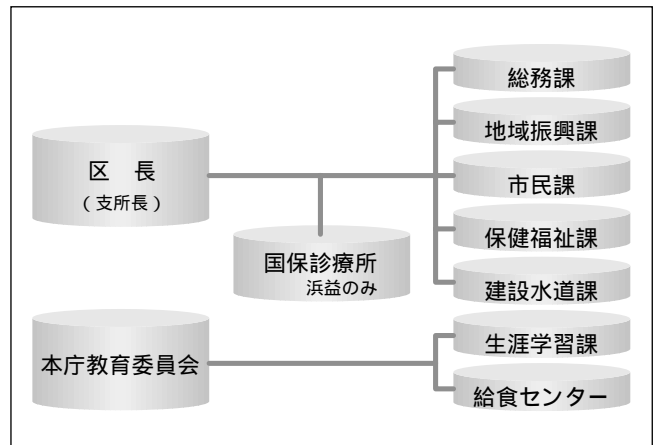 区　長
(支所長)
国保診療所
浜益のみ
総務課
地域振興課
市民課
保健福祉課
建設水道課
本庁教育委員会
生涯学習課
給食センター